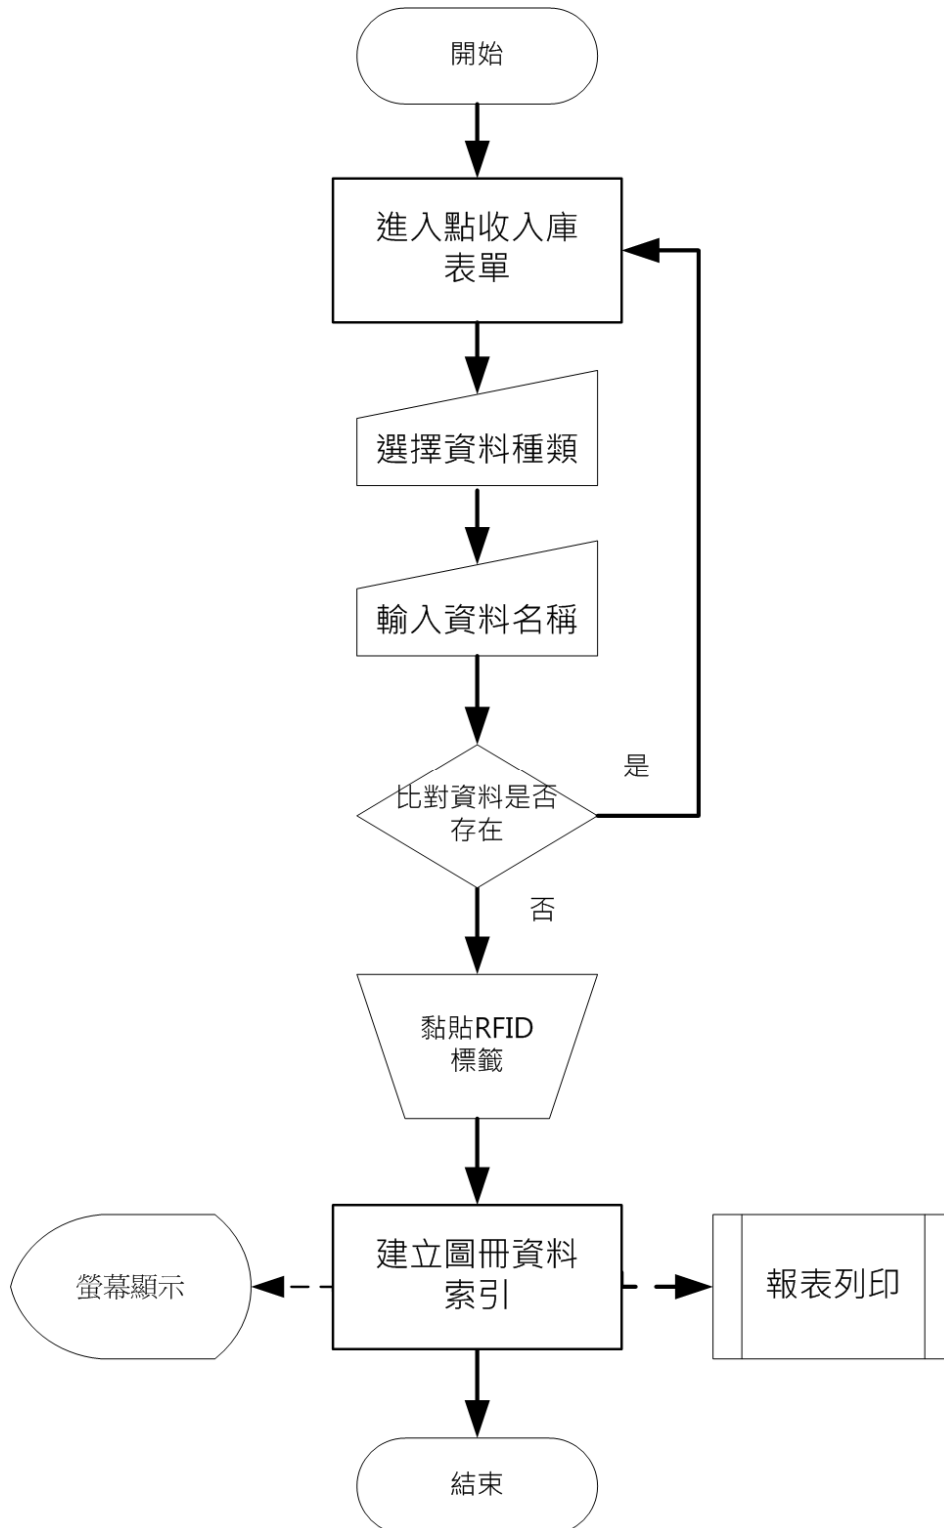 開始
進入點收入庫
表單
選擇資料種類
輸入資料名稱
是
比對資料是否
存在
否
黏貼RFID
標籤
建立圖冊資料
索引
螢幕顯示
報表列印
結束